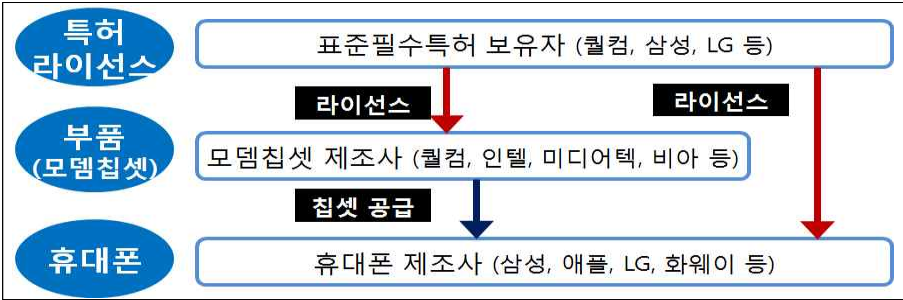 특허
라이선스
표준필수특허 보유자 (퀄컴, 삼성, LG 등)
라이선스
라이선스
부품
(모뎀칩셋)
모뎀칩셋 제조사 (퀄컴, 인텔, 미디어텍, 비아 등)
칩셋 공급
휴대폰
휴대폰 제조사 (삼성, 애플, LG, 화웨이 등)